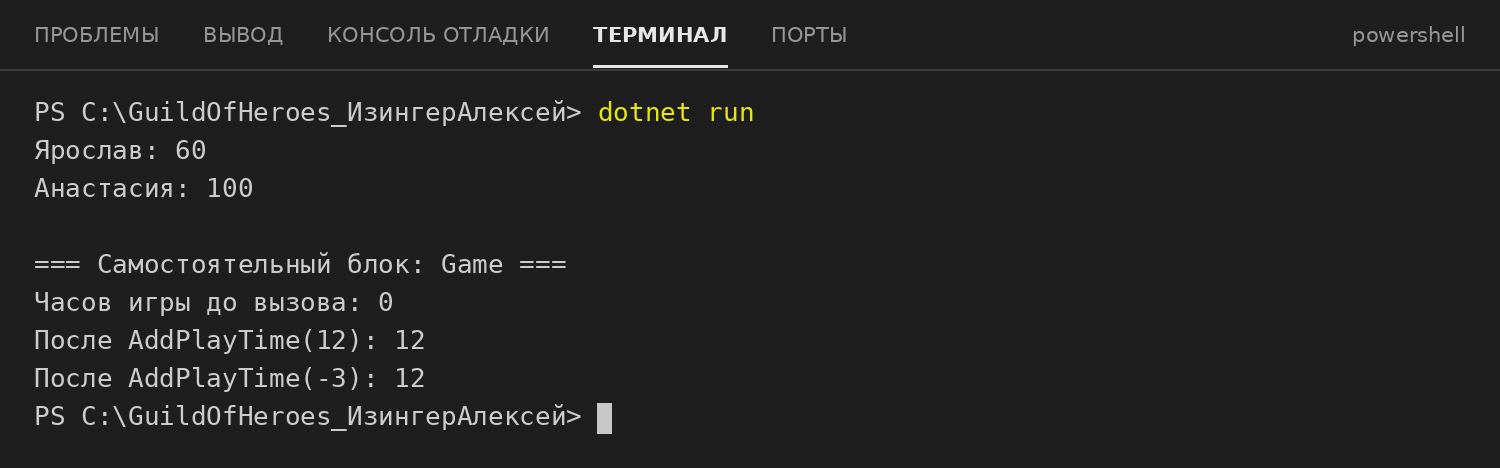 ПРОБЛЕМЫ ВЫВОД КОНСОЛЬ ОТЛАДКИ ТЕРМИНАЛ ПОРТЫ powershell
PS C:\GuildOfHeroes_ИзингерАлексей> dotnet run
Ярослав: 60
Анастасия: 100
=== Самостоятельный блок: Game ===
Часов игры до вызова: 0
После AddPlayTime(12): 12
После AddPlayTime(-3): 12
PS C:\GuildOfHeroes_ИзингерАлексей>